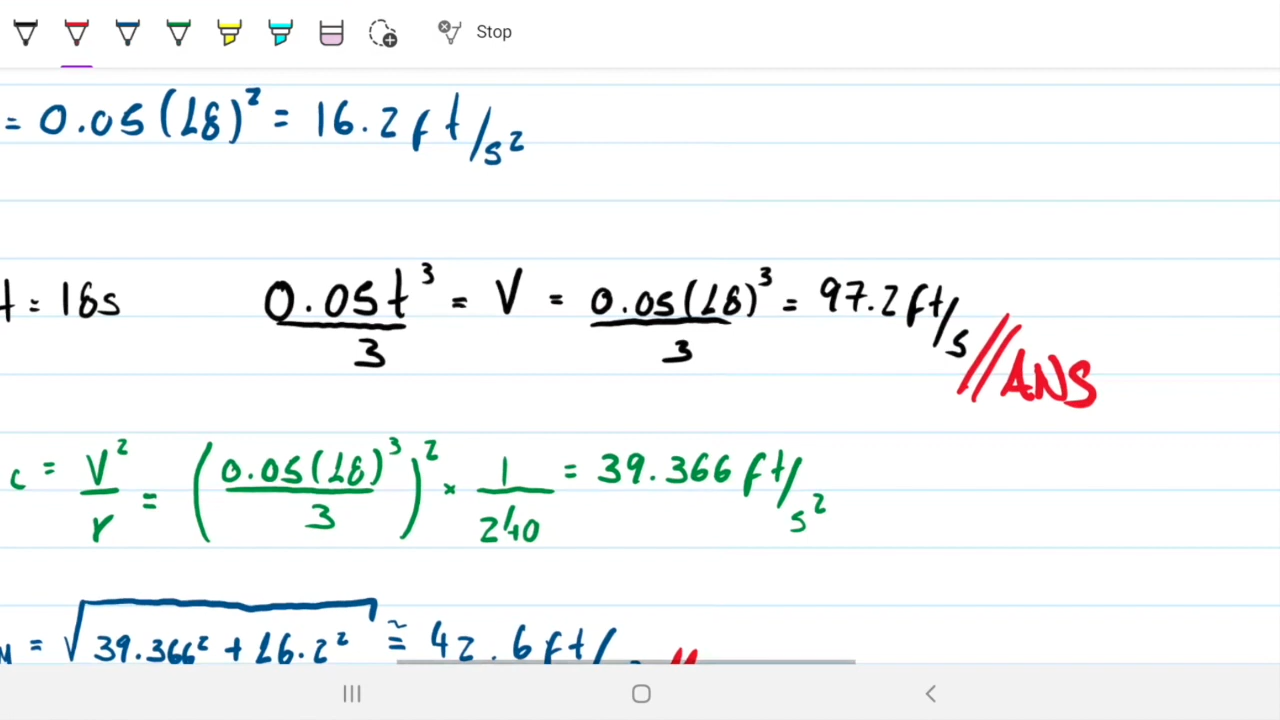 Stop
= 0.05 (18)² = 16.2 ft/s²
t = 18s 0.05t³/3 = V = 0.05(18)³/3 = 97.2 ft/s // ANS
c = V²/r = (0.05(18)³/3)² × 1/240 = 39.366 ft/s²
= √39.366² + 16.2² ≅ 42.6 ft/